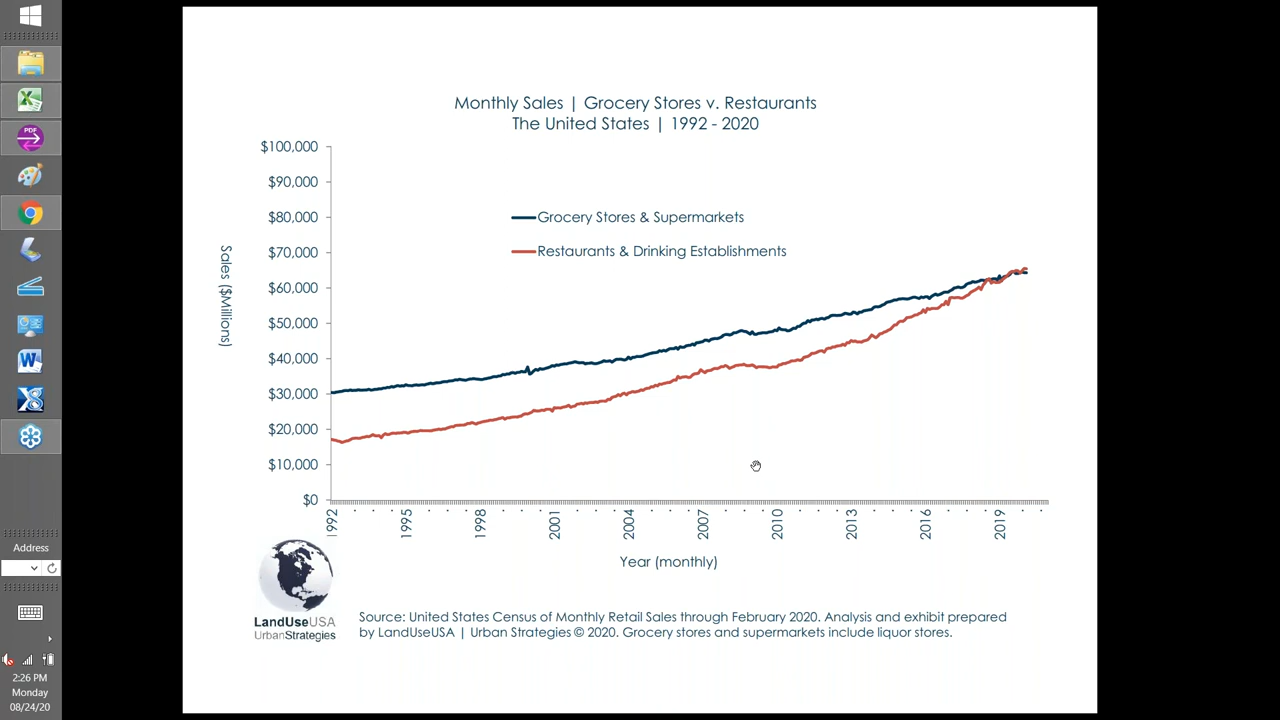 Monthly Sales | Grocery Stores v. Restaurants
The United States | 1992 - 2020
$100,000
$90,000
$80,000
$70,000
$60,000
$50,000
$40,000
$30,000
$20,000
$10,000
$0
Sales ($Millions)
Grocery Stores & Supermarkets
Restaurants & Drinking Establishments
1992
1995
1998
2001
2004
2007
2010
2013
2016
2019
Year (monthly)
LandUseUSA
UrbanStrategies
Source: United States Census of Monthly Retail Sales through February 2020. Analysis and exhibit prepared
by LandUseUSA | Urban Strategies © 2020. Grocery stores and supermarkets include liquor stores.
PDF
Address
2:26 PM
Monday
08/24/20